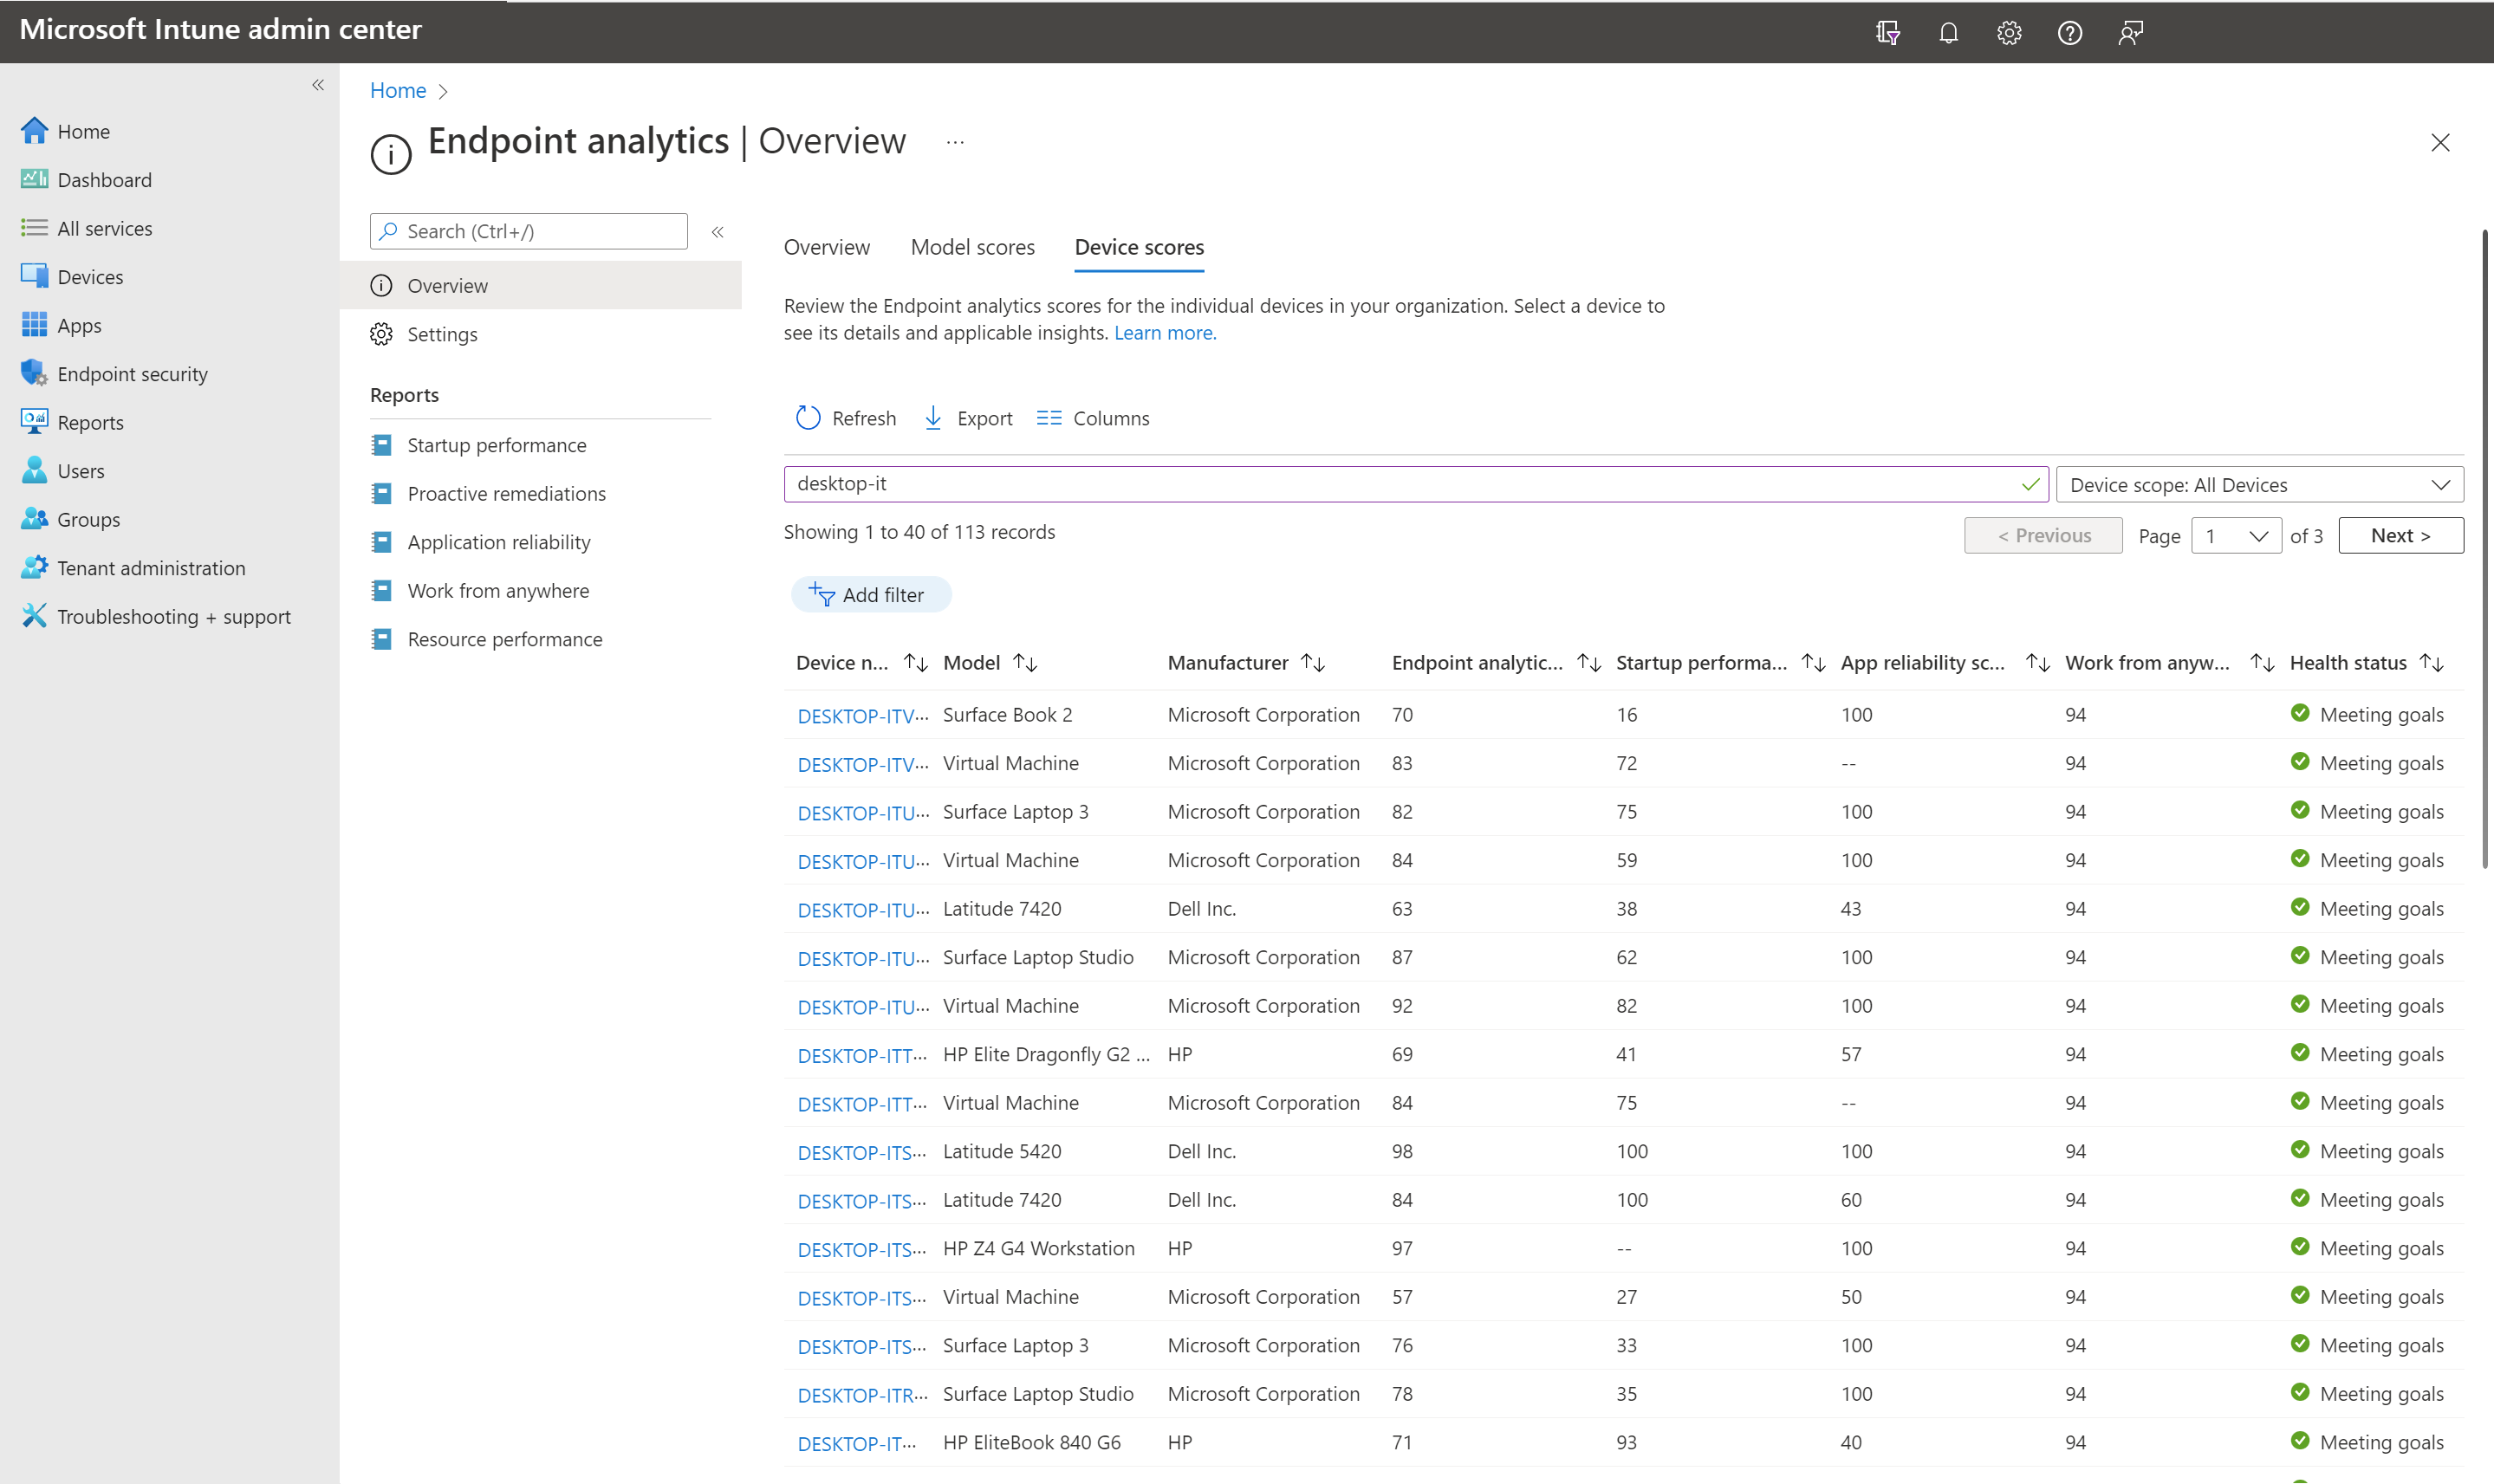 Microsoft Intune admin center
Home
Dashboard
All services
Devices
Apps
Endpoint security
Reports
Users
Groups
Tenant administration
Troubleshooting + support
Home >
Endpoint analytics | Overview ...
Search (Ctrl+/)
Overview
Settings
Reports
Startup performance
Proactive remediations
Application reliability
Work from anywhere
Resource performance
Overview Model scores Device scores
Review the Endpoint analytics scores for the individual devices in your organization. Select a device to
see its details and applicable insights. Learn more.
Refresh Export Columns
desktop-it Device scope: All Devices
Showing 1 to 40 of 113 records < Previous Page 1 of 3 Next >
Add filter
Device n... Model Manufacturer Endpoint analytic... Startup performa... App reliability sc... Work from anyw... Health status
DESKTOP-ITV... Surface Book 2 Microsoft Corporation 70 16 100 94 Meeting goals
DESKTOP-ITV... Virtual Machine Microsoft Corporation 83 72 -- 94 Meeting goals
DESKTOP-ITU... Surface Laptop 3 Microsoft Corporation 82 75 100 94 Meeting goals
DESKTOP-ITU... Virtual Machine Microsoft Corporation 84 59 100 94 Meeting goals
DESKTOP-ITU... Latitude 7420 Dell Inc. 63 38 43 94 Meeting goals
DESKTOP-ITU... Surface Laptop Studio Microsoft Corporation 87 62 100 94 Meeting goals
DESKTOP-ITU... Virtual Machine Microsoft Corporation 92 82 100 94 Meeting goals
DESKTOP-ITT... HP Elite Dragonfly G2 ... HP 69 41 57 94 Meeting goals
DESKTOP-ITT... Virtual Machine Microsoft Corporation 84 75 -- 94 Meeting goals
DESKTOP-ITS... Latitude 5420 Dell Inc. 98 100 100 94 Meeting goals
DESKTOP-ITS... Latitude 7420 Dell Inc. 84 100 60 94 Meeting goals
DESKTOP-ITS... HP Z4 G4 Workstation HP 97 -- 100 94 Meeting goals
DESKTOP-ITS... Virtual Machine Microsoft Corporation 57 27 50 94 Meeting goals
DESKTOP-ITS... Surface Laptop 3 Microsoft Corporation 76 33 100 94 Meeting goals
DESKTOP-ITR... Surface Laptop Studio Microsoft Corporation 78 35 100 94 Meeting goals
DESKTOP-IT... HP EliteBook 840 G6 HP 71 93 40 94 Meeting goals